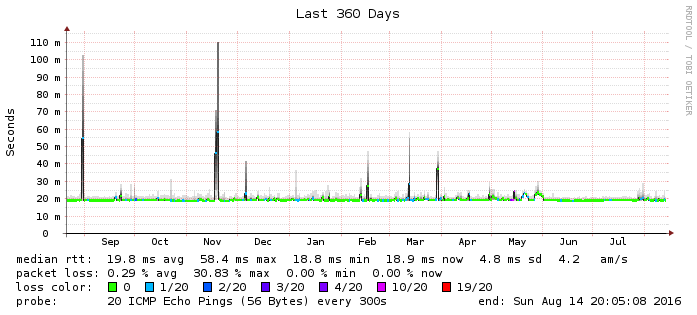 Last 360 Days
RRDTOOL / TOBI OETIKER
Seconds
110 m
100 m
90 m
80 m
70 m
60 m
50 m
40 m
30 m
20 m
10 m
0
Sep Oct Nov Dec Jan Feb Mar Apr May Jun Jul
median rtt: 19.8 ms avg 58.4 ms max 18.8 ms min 18.9 ms now 4.8 ms sd 4.2 am/s
packet loss: 0.29 % avg 30.83 % max 0.00 % min 0.00 % now
loss color: 0 1/20 2/20 3/20 4/20 10/20 19/20
probe: 20 ICMP Echo Pings (56 Bytes) every 300s end: Sun Aug 14 20:05:08 2016